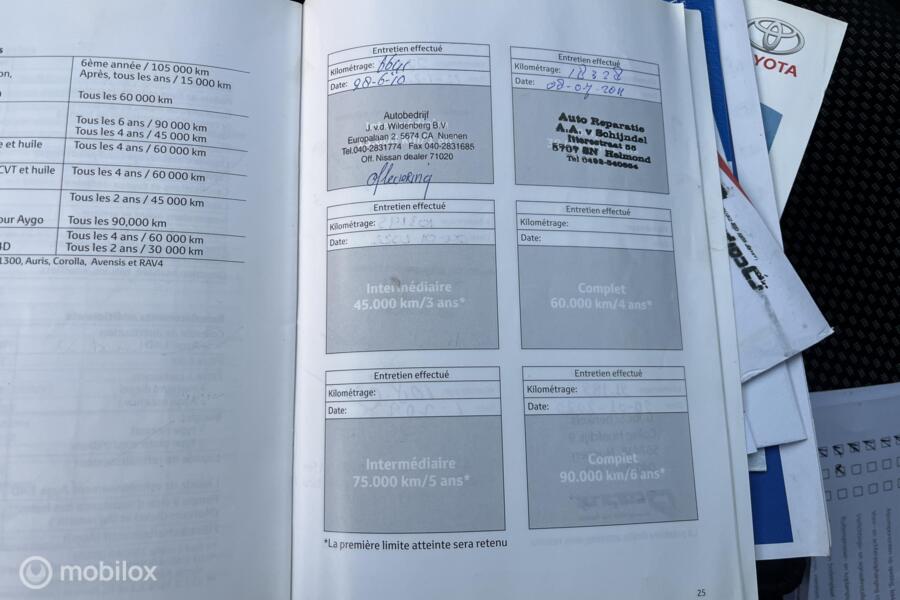 6ème année / 105 000 km
Après, tous les ans / 15 000 km
Tous les 60 000 km
Tous les 6 ans / 90 000 km
Tous les 4 ans / 45 000 km
e et huile
Tous les 4 ans / 60 000 km
CVT et huile
Tous les 4 ans / 60 000 km
Tous les 2 ans / 45 000 km
our Aygo
Tous les 90,000 km
Tous les 4 ans / 60 000 km
Tous les 2 ans / 30 000 km
1300, Auris, Corolla, Avensis et RAV4
Entretien effectué
Kilométrage:
Date: 28-6-10
Autobedrijf
J. v.d. Wildenberg B.V
Europalaan 2, 5674 CA Nuenen
Tel.040-2831774 Fax 040-2831685
Off. Nissan dealer 71020
aflevering
Entretien effectué
Kilométrage: 18328
Date: 08-07-2011
Auto Reparatie
A.A. v Schijndel
5707 SN Helmond
Entretien effectué
Kilométrage:
Date:
Intermédiaire
45.000 km/3 ans*
Entretien effectué
Kilométrage:
Date:
Complet
60.000 km/4 ans*
Entretien effectué
Kilométrage:
Date:
Intermédiaire
75.000 km/5 ans*
Entretien effectué
Kilométrage:
Date:
Complet
90.000 km/6 ans*
*La première limite atteinte sera retenu
25
TOYOTA
mobilox